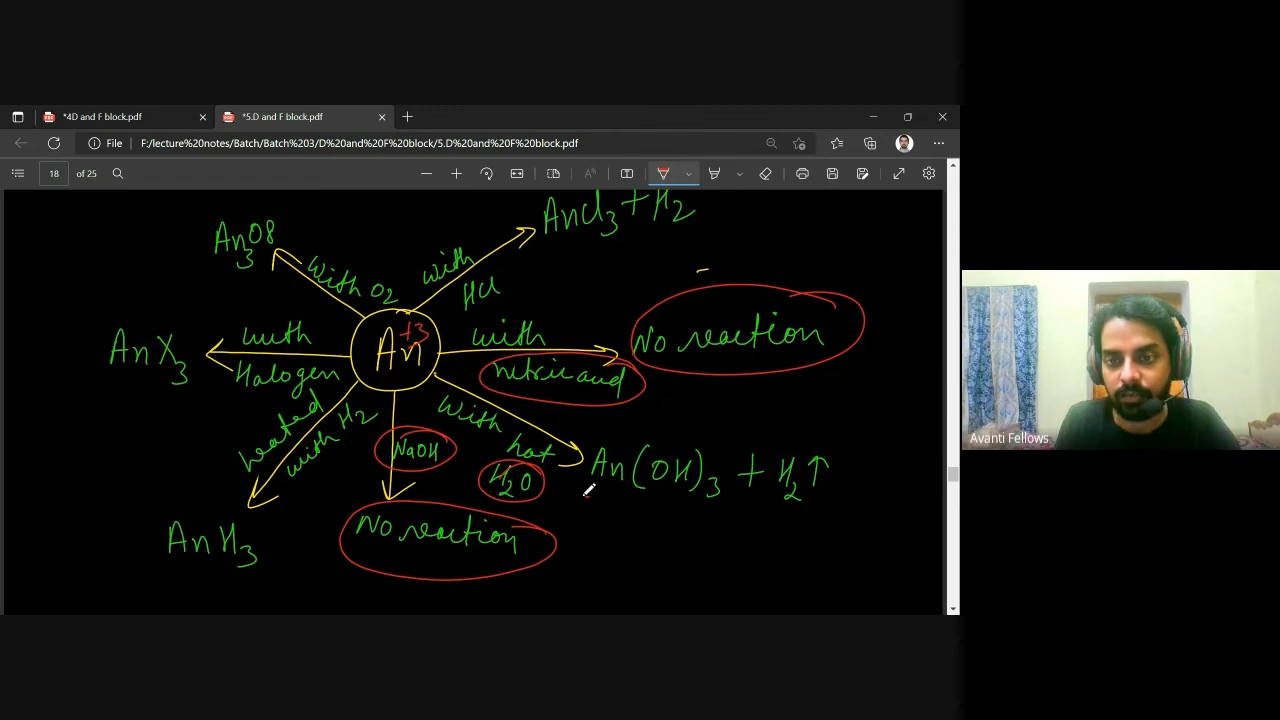 *4D and F block.pdf
*5.D and F block.pdf
File
F:/lecture%20notes/Batch/Batch%203/D%20and%20F%20block/5.D%20and%20F%20block.pdf
18 of 25
AnCl3 + H2
An3O8
with O2
with
HCl
An +3
with
Halogen
AnX3
with
nitric acid
No reaction
heated
with H2
AnH3
NaOH
No reaction
with
hot
H2O
An(OH)3 + H2↑
Avanti Fellows